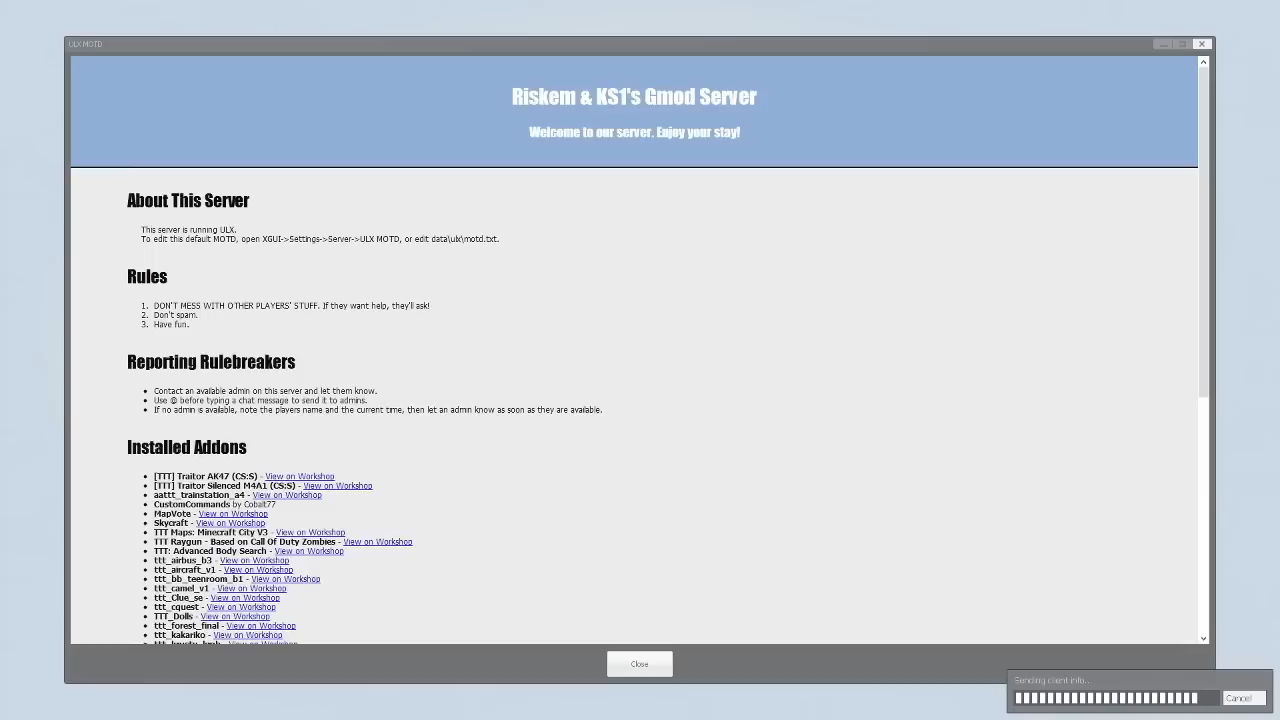 ULX MOTD
Riskem & KS1's Gmod Server
Welcome to our server. Enjoy your stay!
About This Server
This server is running ULX.
To edit this default MOTD, open XGUI->Settings->Server->ULX MOTD, or edit data\ulx\motd.txt.
Rules
1. DON'T MESS WITH OTHER PLAYERS' STUFF. If they want help, they'll ask!
2. Don't spam.
3. Have fun.
Reporting Rulebreakers
• Contact an available admin on this server and let them know.
• Use @ before typing a chat message to send it to admins.
• If no admin is available, note the players name and the current time, then let an admin know as soon as they are available.
Installed Addons
• [TTT] Traitor AK47 (CS:S) - View on Workshop
• [TTT] Traitor Silenced M4A1 (CS:S) - View on Workshop
• aattt_trainstation_a4 - View on Workshop
• CustomCommands by Cobalt77
• MapVote - View on Workshop
• Skycraft - View on Workshop
• TTT Maps: Minecraft City V3 - View on Workshop
• TTT Raygun - Based on Call Of Duty Zombies - View on Workshop
• TTT: Advanced Body Search - View on Workshop
• ttt_airbus_b3 - View on Workshop
• ttt_aircraft_v1 - View on Workshop
• ttt_bb_teenroom_b1 - View on Workshop
• ttt_camel_v1 - View on Workshop
• ttt_Clue_se - View on Workshop
• ttt_cquest - View on Workshop
• TTT_Dolls - View on Workshop
• ttt_forest_final - View on Workshop
• ttt_kakariko - View on Workshop
Close
Sending client info...
Cancel